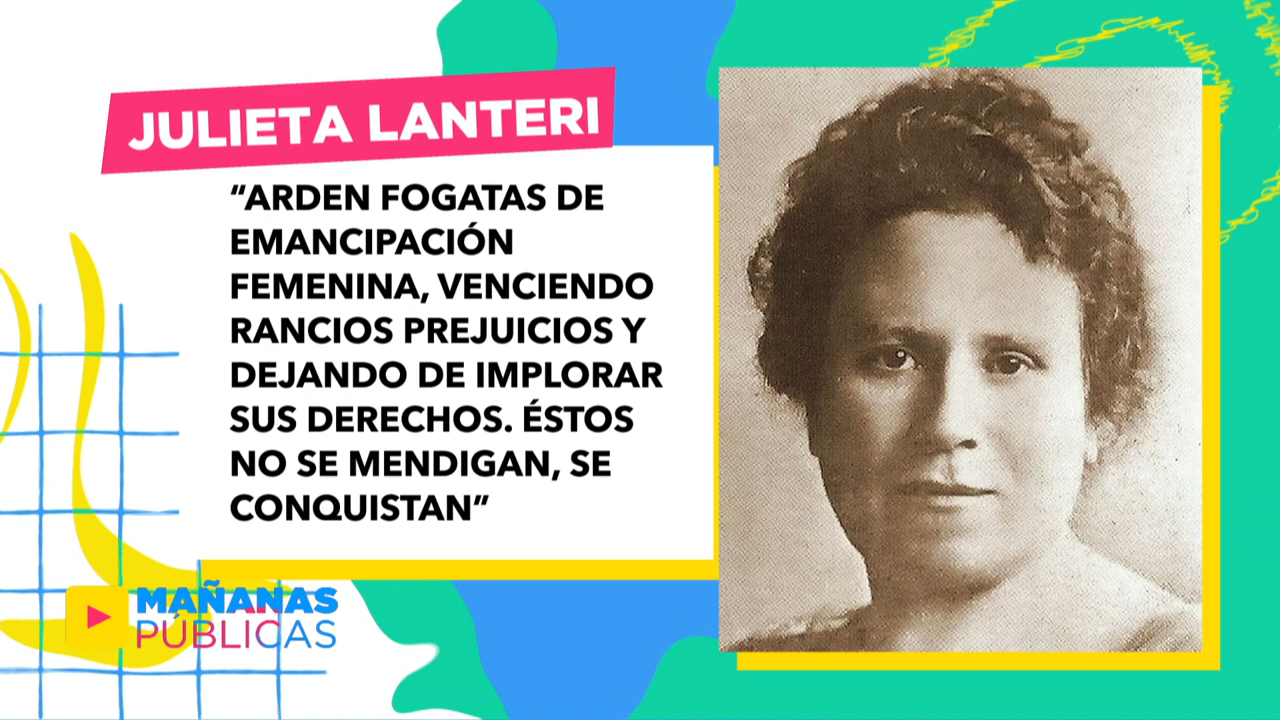 JULIETA LANTERI
“ARDEN FOGATAS DE
EMANCIPACIÓN
FEMENINA, VENCIENDO
RANCIOS PREJUICIOS Y
DEJANDO DE IMPLORAR
SUS DERECHOS. ÉSTOS
NO SE MENDIGAN, SE
CONQUISTAN”
MAÑANAS
PÚBLICAS